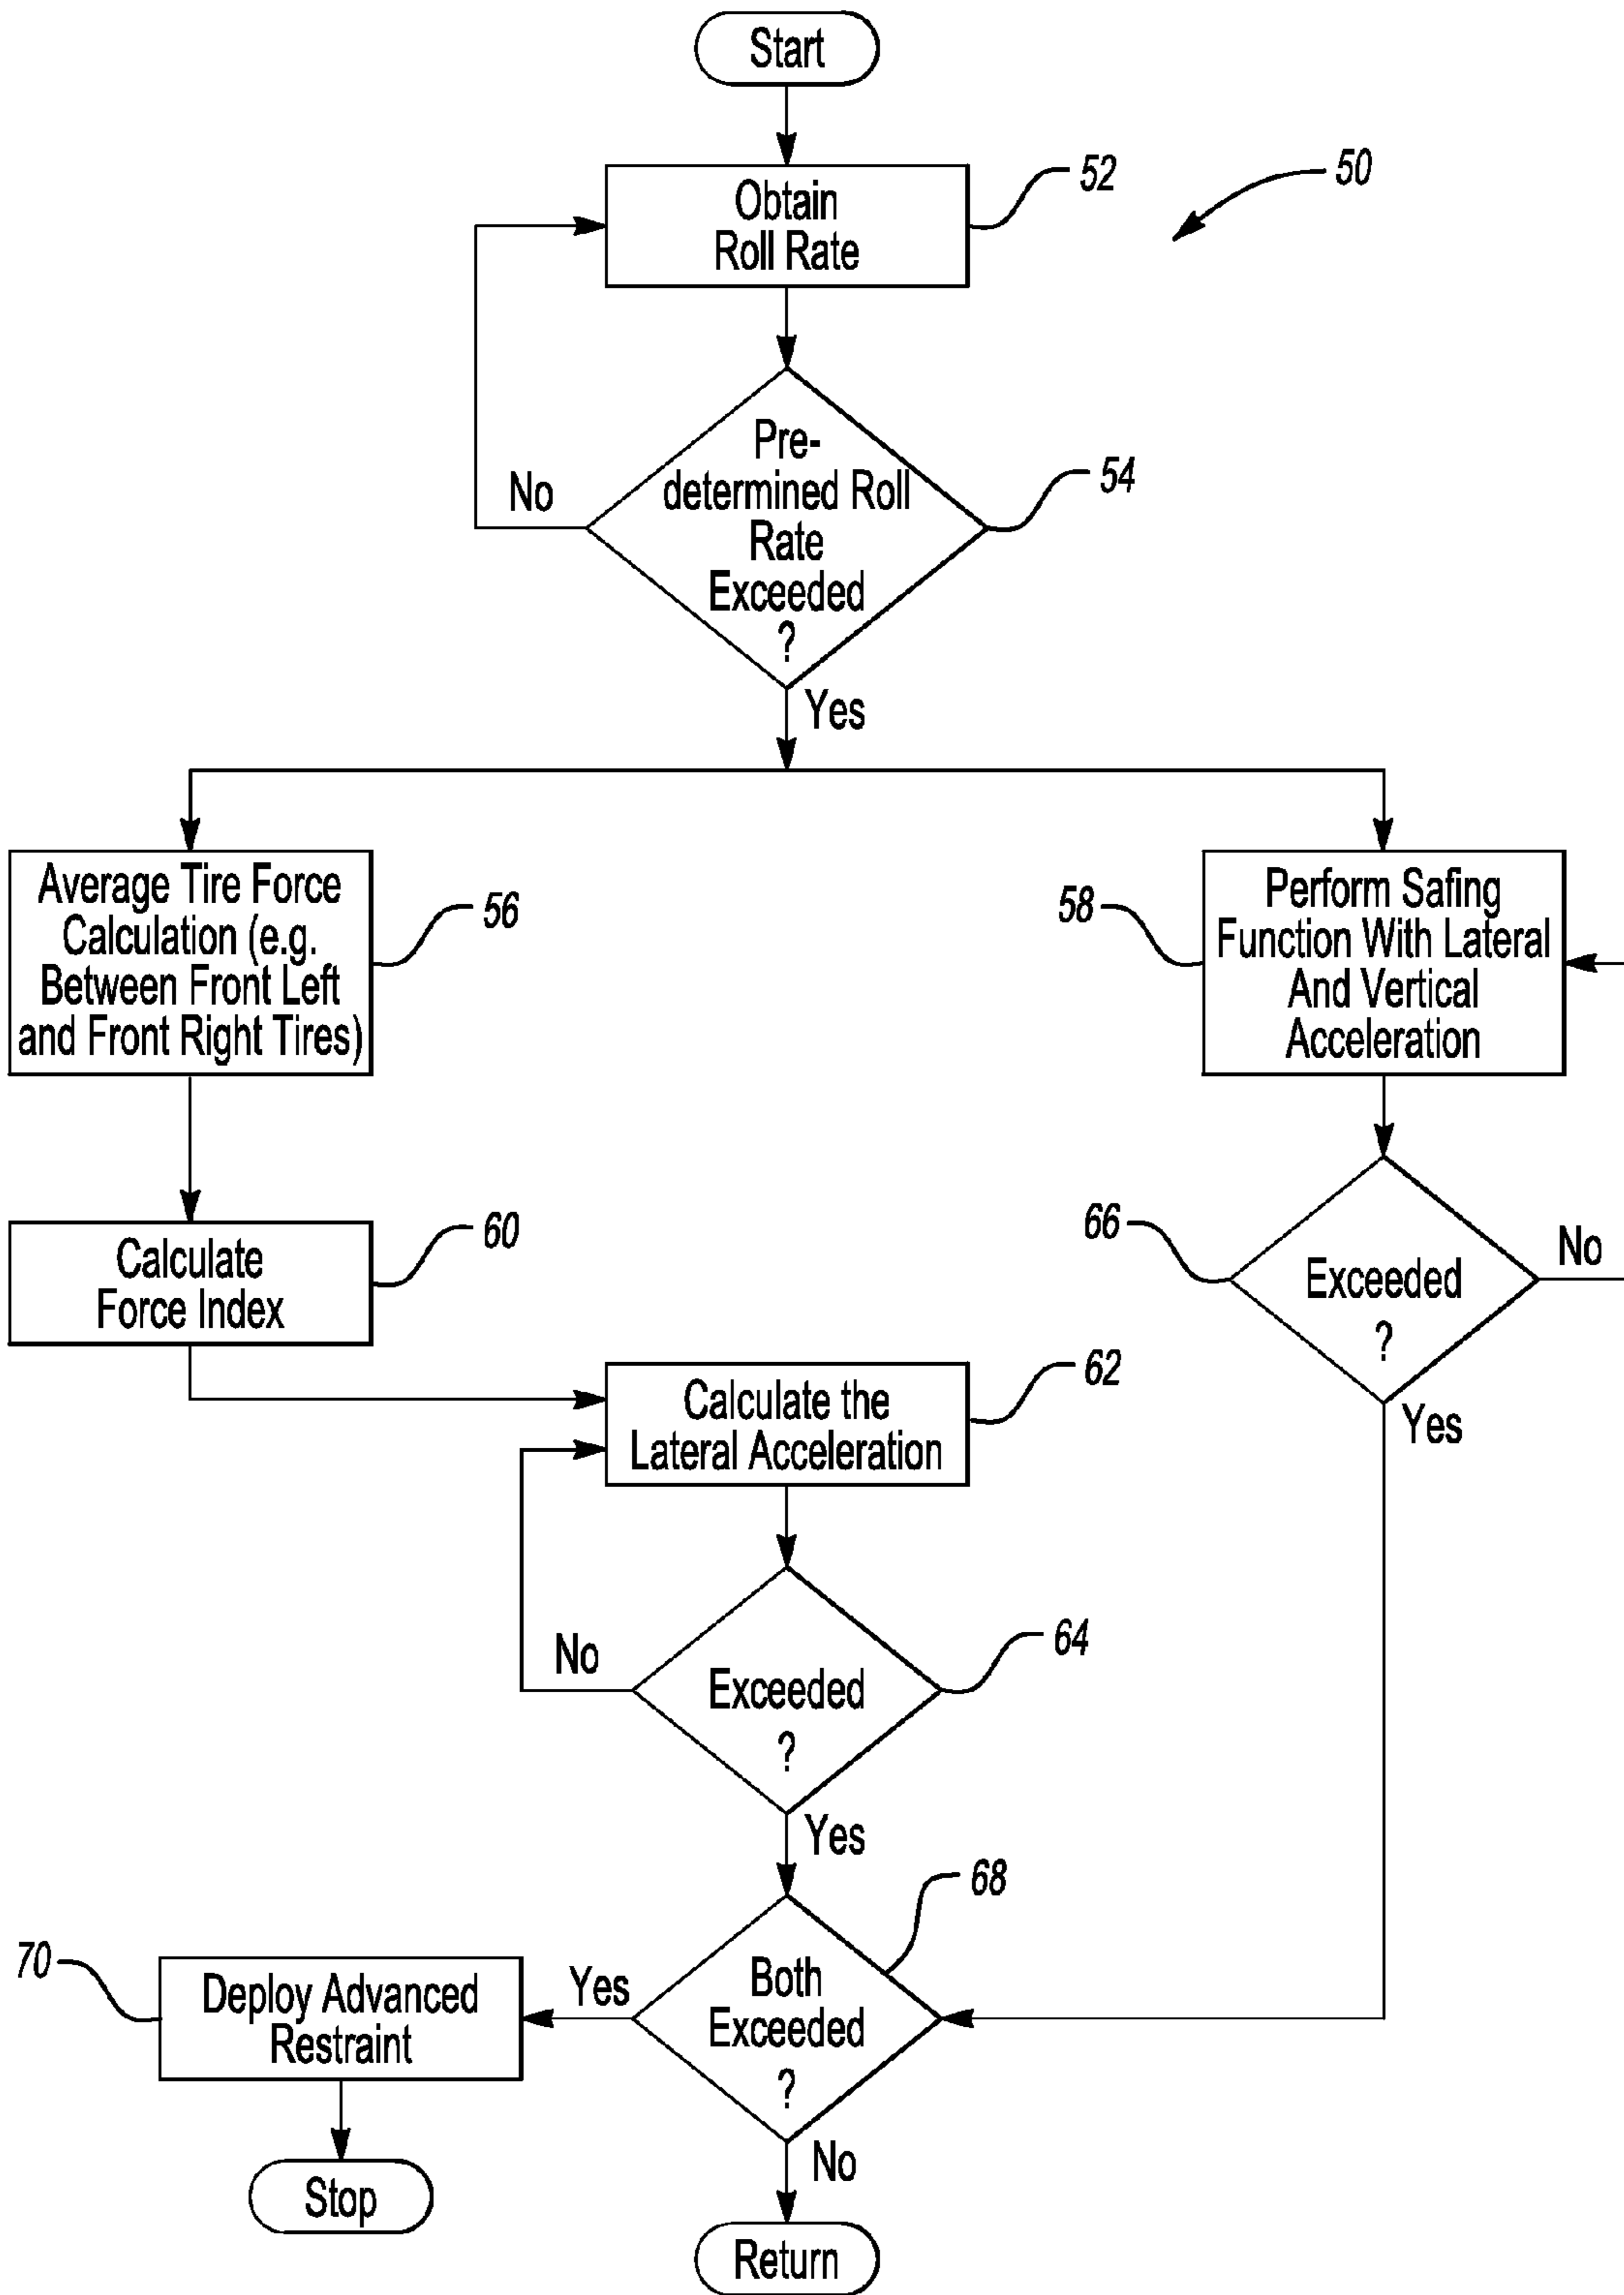 Start
Obtain
Roll Rate
52
50
Pre-
determined Roll
Rate
Exceeded
?
54
No
Yes
Average Tire Force
Calculation (e.g.
Between Front Left
and Front Right Tires)
56
58
Perform Safing
Function With Lateral
And Vertical
Acceleration
Calculate
Force Index
60
66
Exceeded
?
No
Yes
Calculate the
Lateral Acceleration
62
No
Exceeded
?
64
Yes
68
70
Deploy Advanced
Restraint
Yes
Both
Exceeded
?
No
Stop
Return